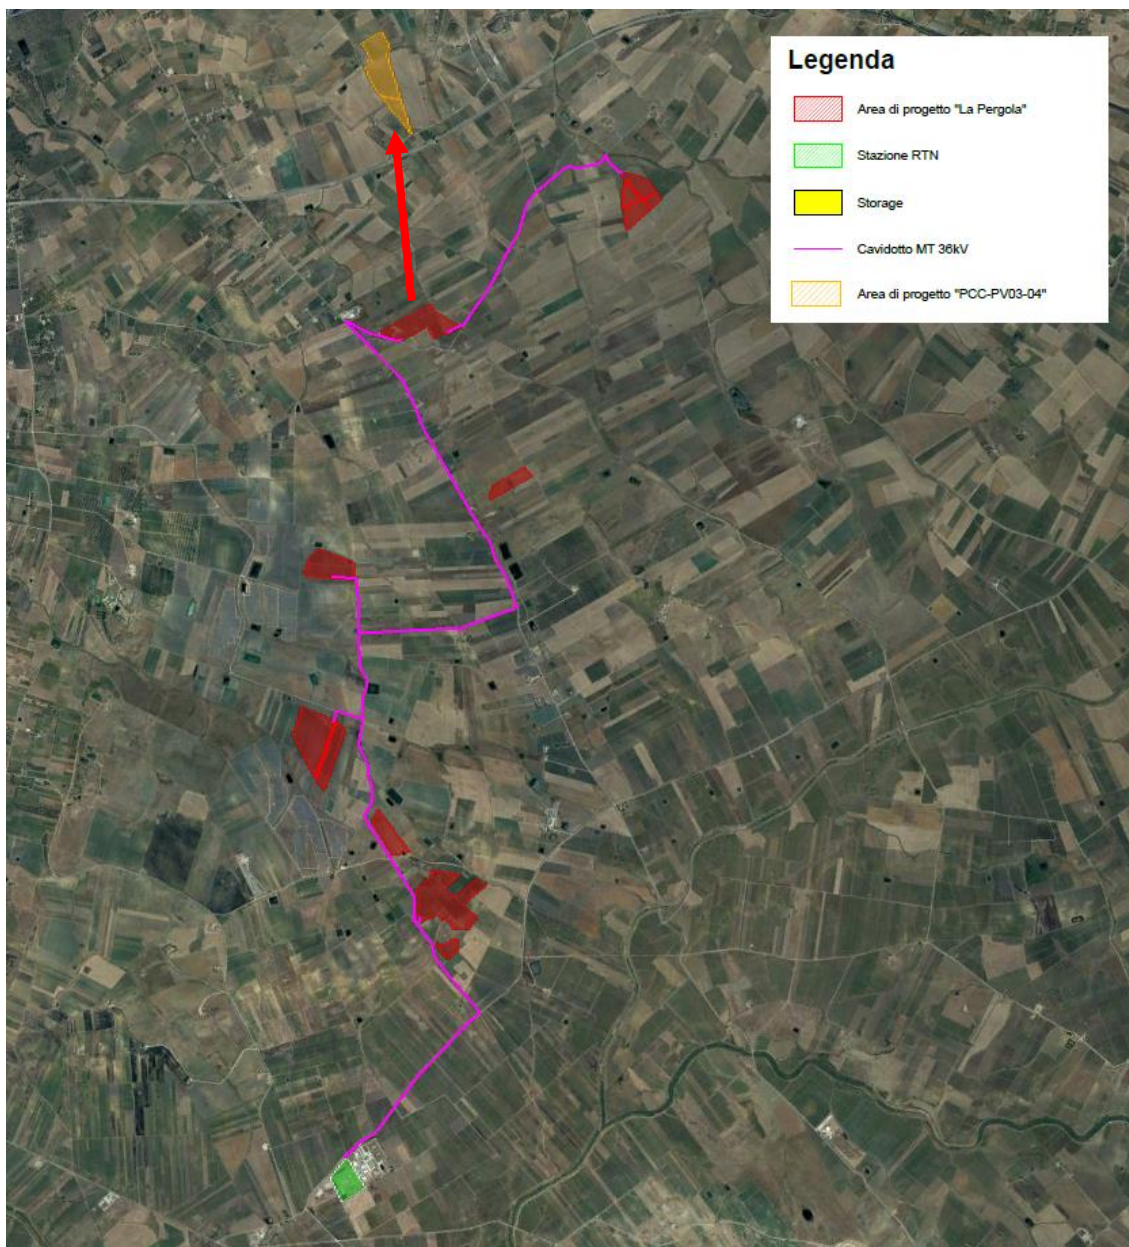 Legenda
Area di progetto "La Pergola"
Stazione RTN
Storage
Cavidotto MT 36kV
Area di progetto "PCC-PV03-04"